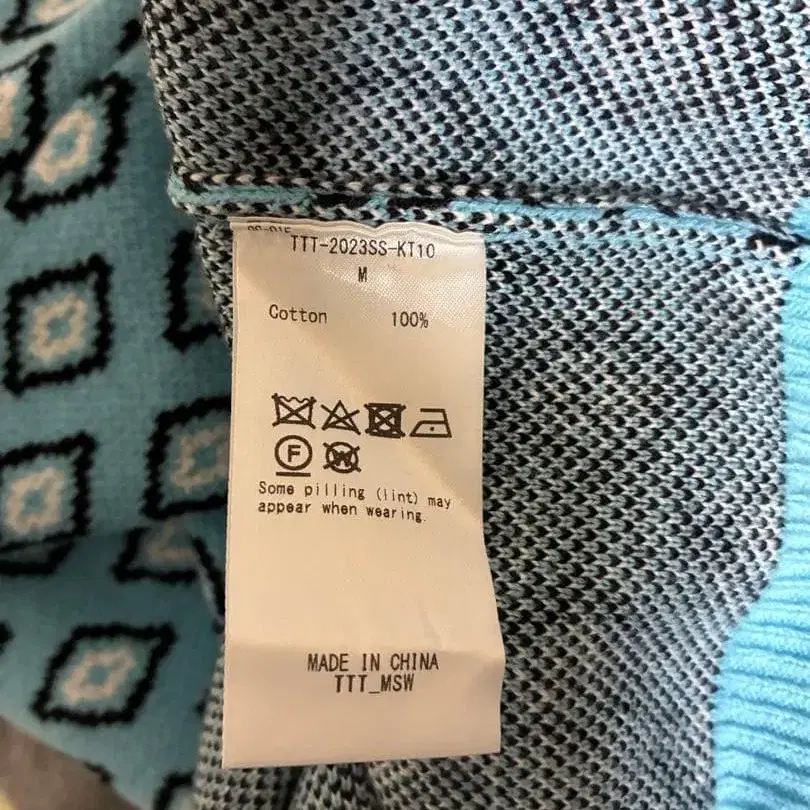 TTT-2023SS-KT10
M
Cotton 100%
F
W
Some pilling (lint) may
appear when wearing.
MADE IN CHINA
TTT_MSW